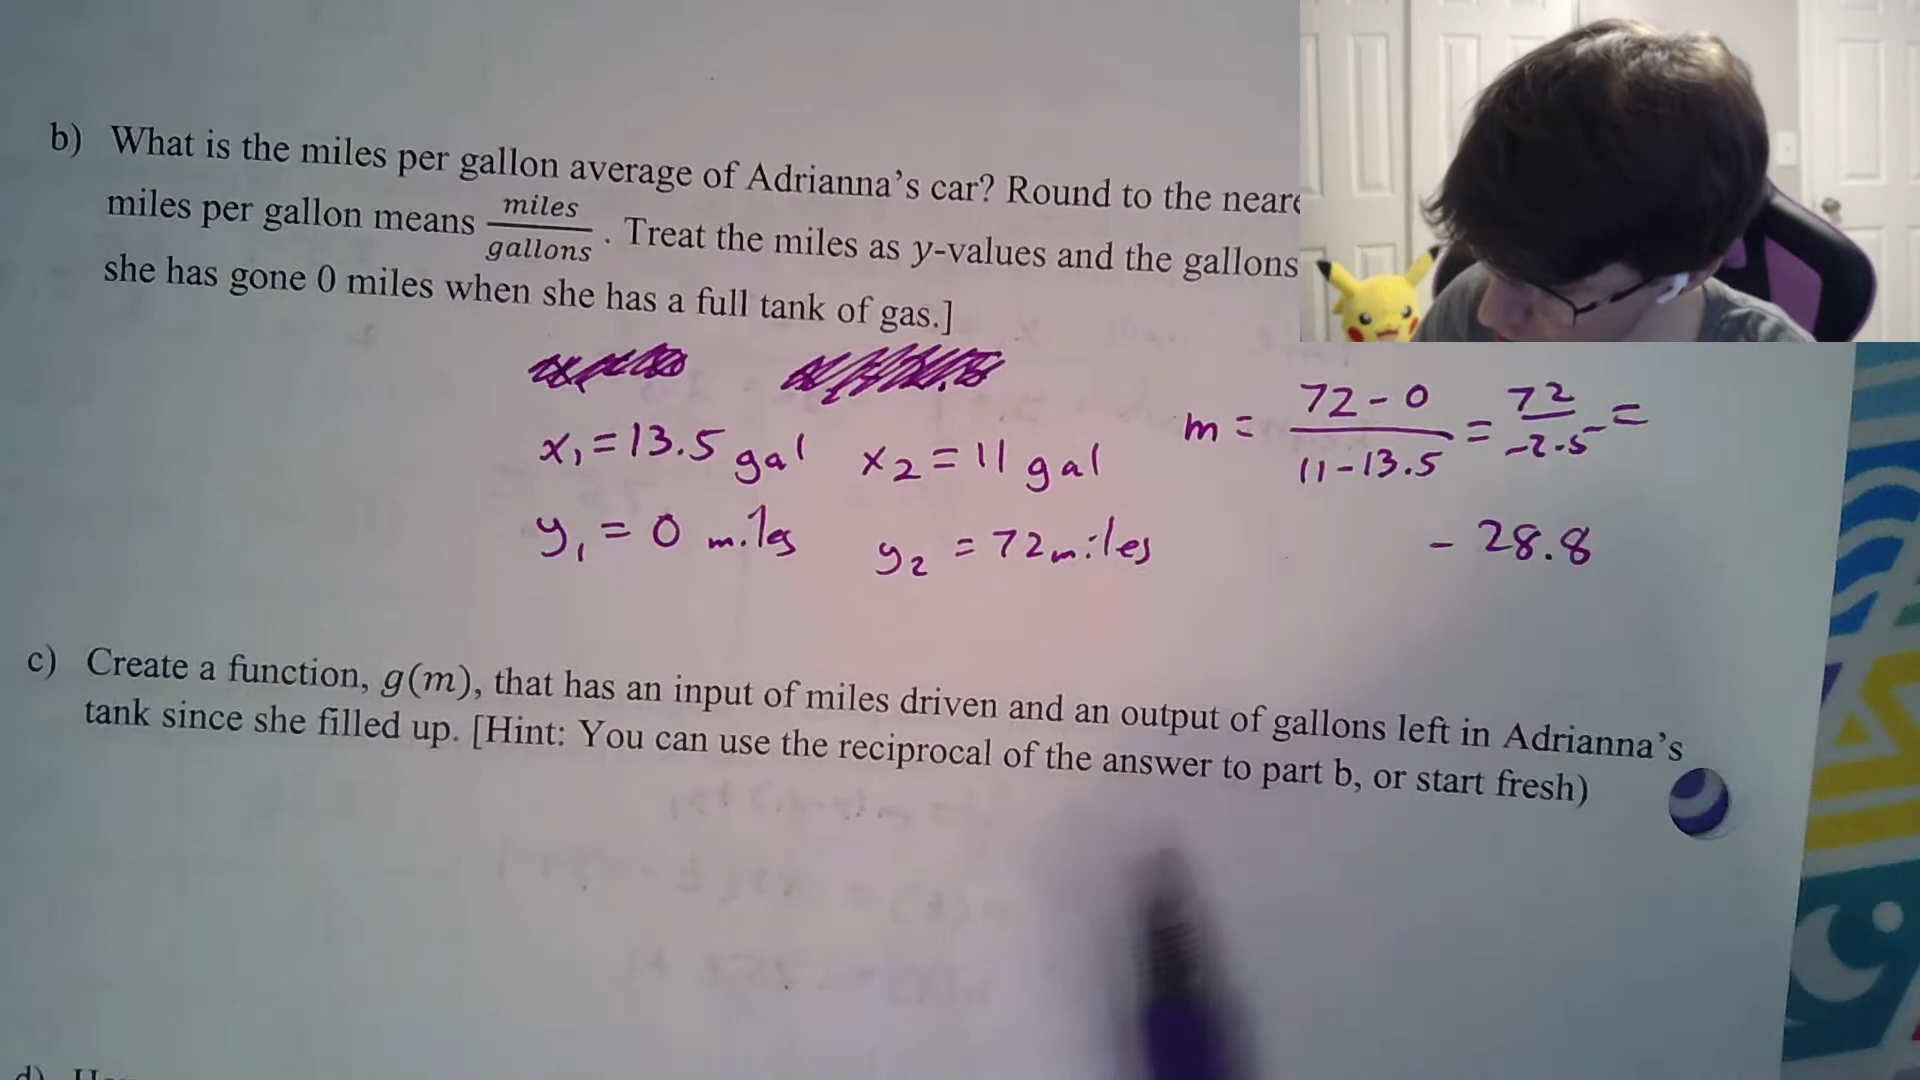 b) What is the miles per gallon average of Adrianna's car? Round to the
miles per gallon means miles/gallons. Treat the miles as y-values and the gallons
she has gone 0 miles when she has a full tank of gas.]
x₁ = 13.5 gal x₂ = 11 gal
y₁ = 0 miles y₂ = 72 miles
m = 72 - 0 / 11 - 13.5 = 72 / -2.5 =
- 28.8
c) Create a function, g(m), that has an input of miles driven and an output of gallons left in Adrianna's
tank since she filled up. [Hint: You can use the reciprocal of the answer to part b, or start fresh)
d)